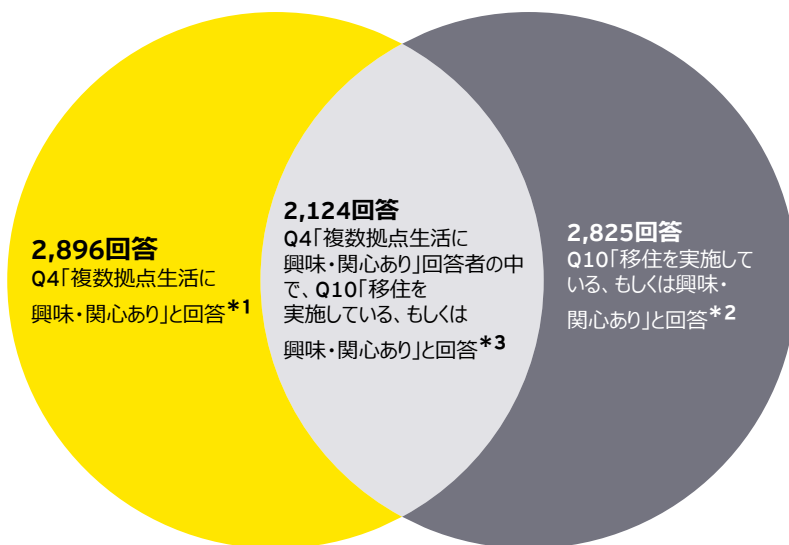 2,896回答
Q4「複数拠点生活に
興味・関心あり」と回答*1
2,124回答
Q4「複数拠点生活に
興味・関心あり」回答者の中
で、Q10「移住を
実施している、もしくは
興味・関心あり」と回答*3
2,825回答
Q10「移住を実施して
いる、もしくは興味・
関心あり」と回答*2